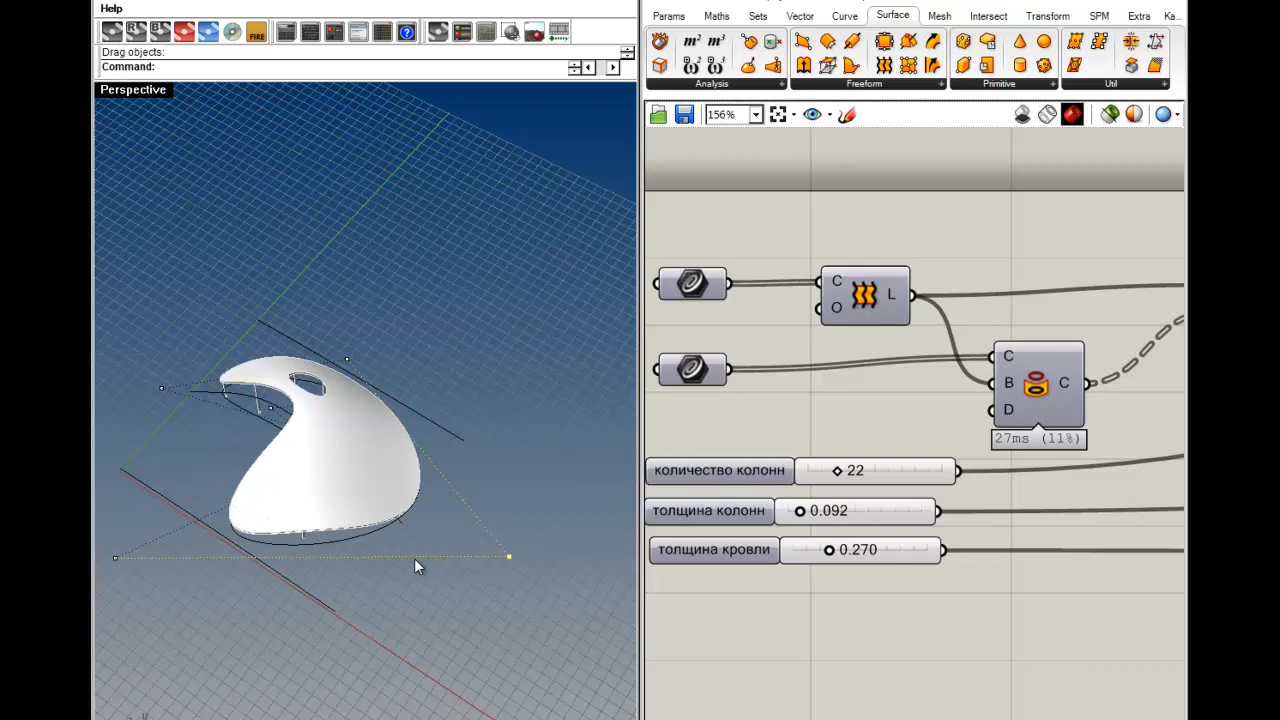 Help
Drag objects:
Command:
Perspective
Params Maths Sets Vector Curve Surface Mesh Intersect Transform SPM Extra Ka...
Analysis Freeform Primitive Util
156%
C
O
L
C
B
D
C
27ms (11%)
количество колонн 22
толщина колонн 0.092
толщина кровли 0.270